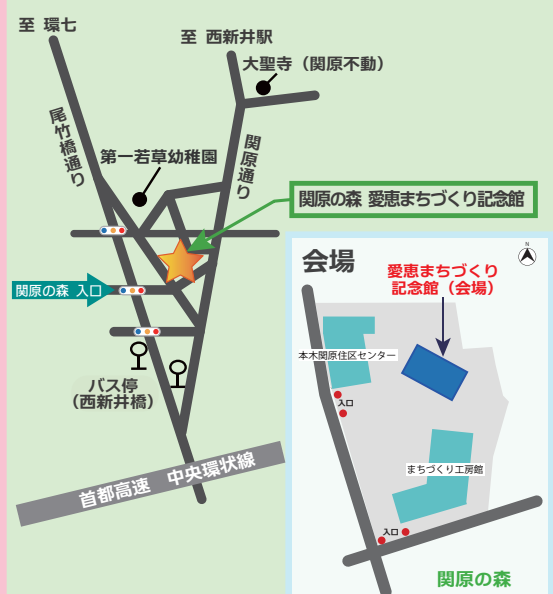 至 環七
至 西新井駅
大聖寺（関原不動）
尾竹橋通り
第一若草幼稚園
関原通り
関原の森 愛恵まちづくり記念館
関原の森 入口
バス停
（西新井橋）
首都高速 中央環状線
会場
N
愛恵まちづくり
記念館（会場）
本木関原住区センター
入口
まちづくり工房館
入口
関原の森